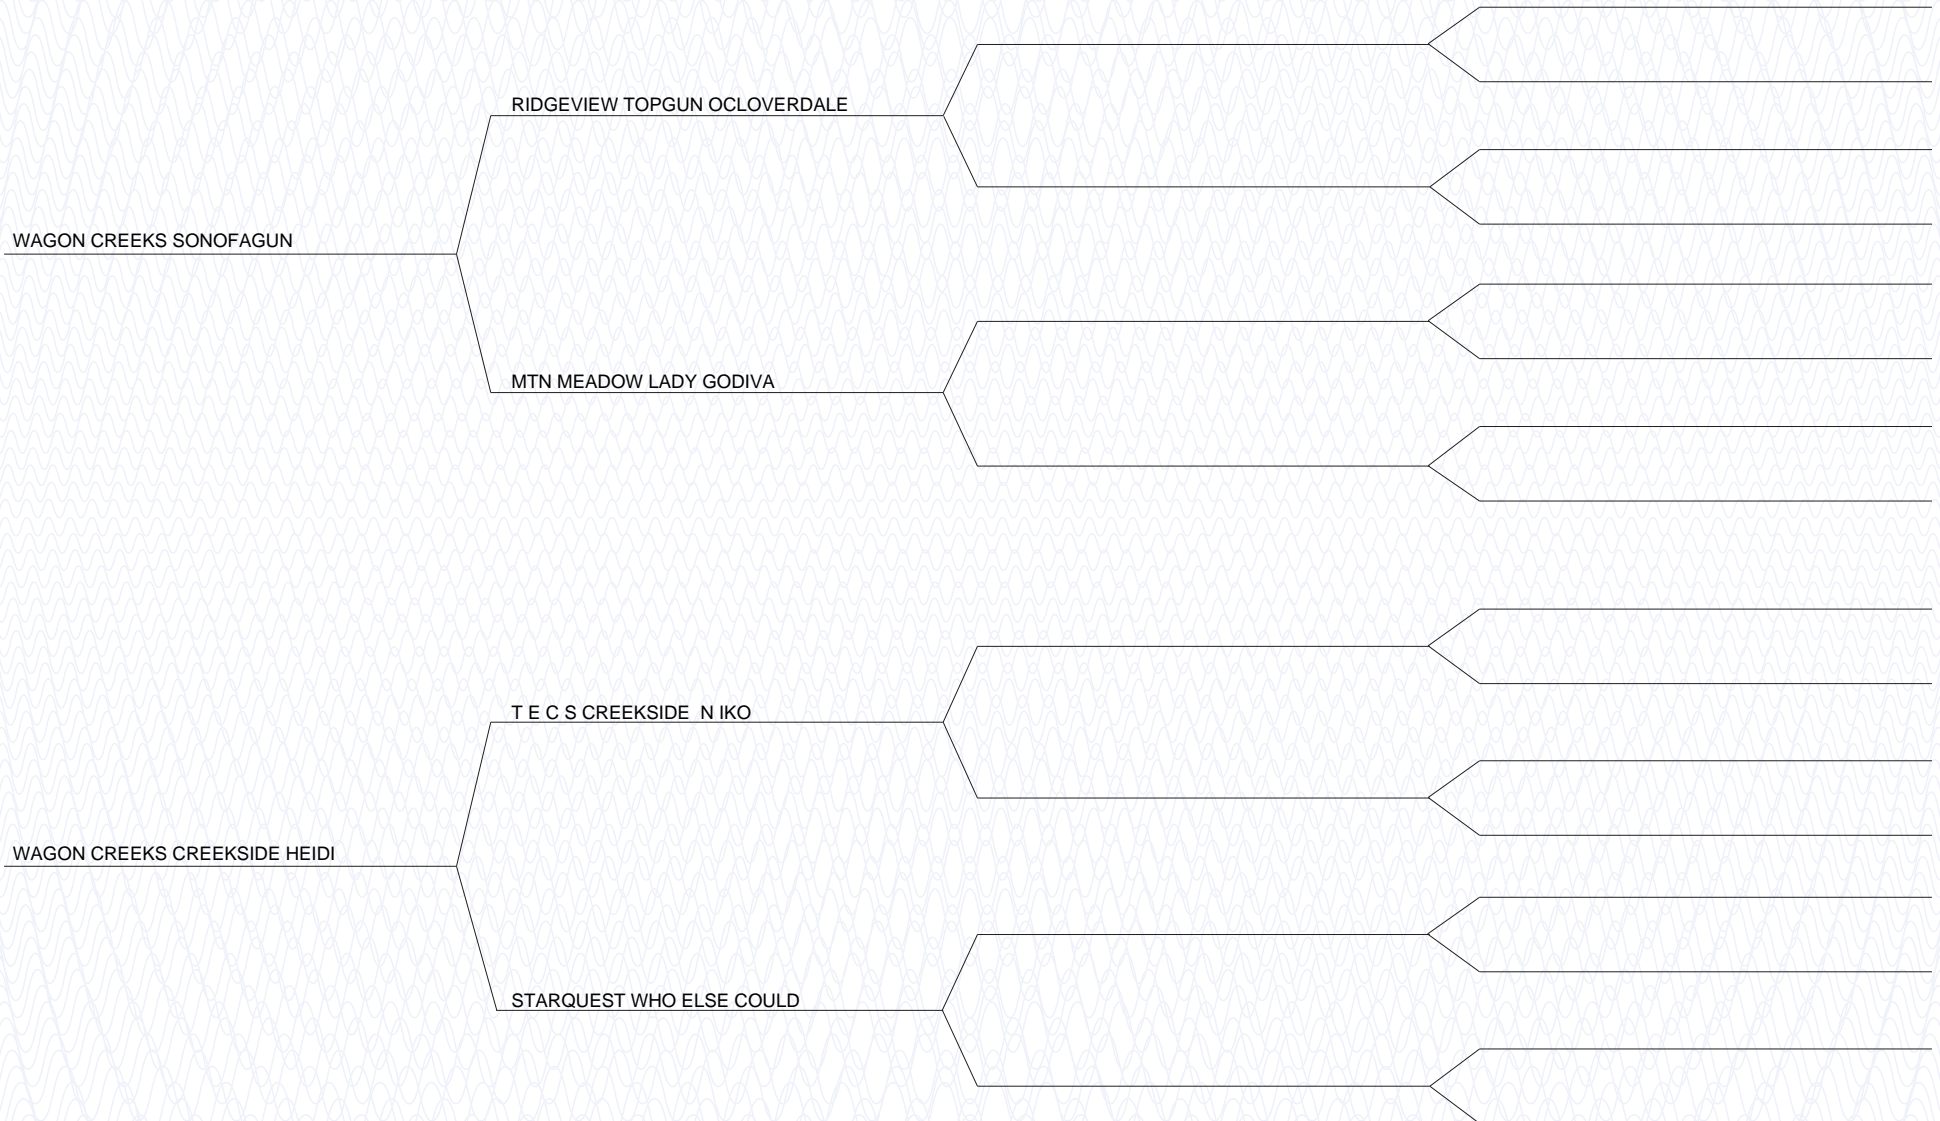 RIDGEVIEW TOPGUN OCLOVERDALE
WAGON CREEKS SONOFAGUN
MTN MEADOW LADY GODIVA
T E C S CREEKSIDE  N IKO
WAGON CREEKS CREEKSIDE HEIDI
STARQUEST WHO ELSE COULD